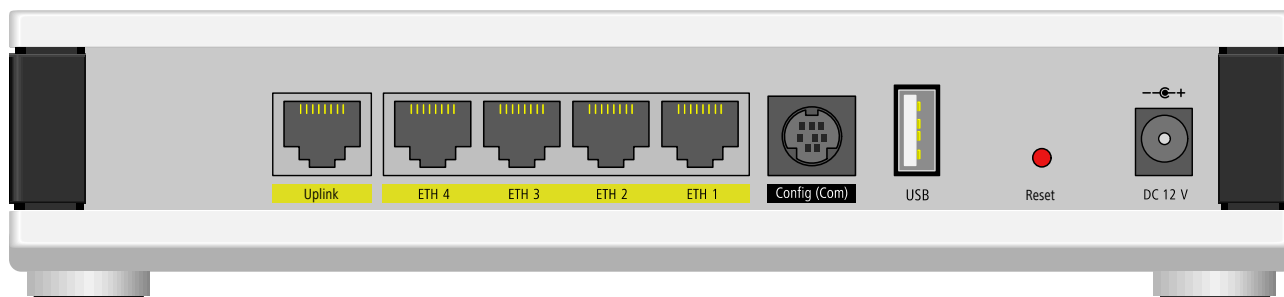 Uplink
ETH 4
ETH 3
ETH 2
ETH 1
Config (Com)
USB
Reset
DC 12 V